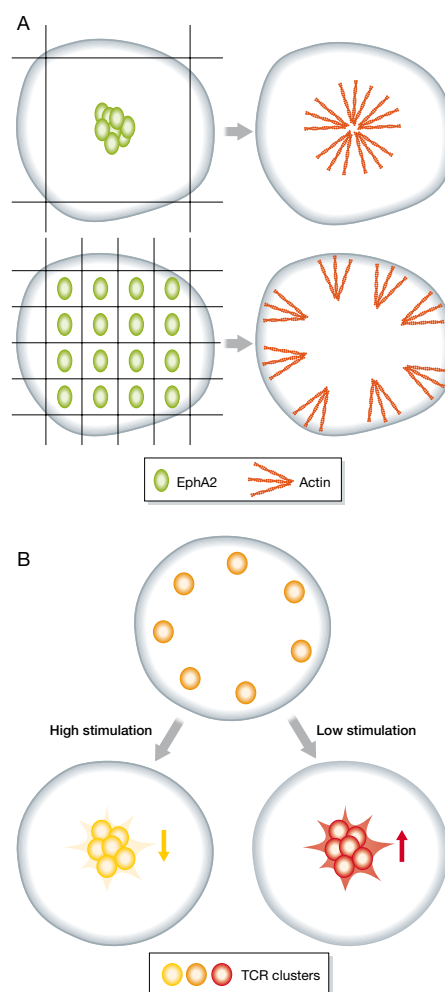 A
EphA2
Actin
B
High stimulation
Low stimulation
TCR clusters